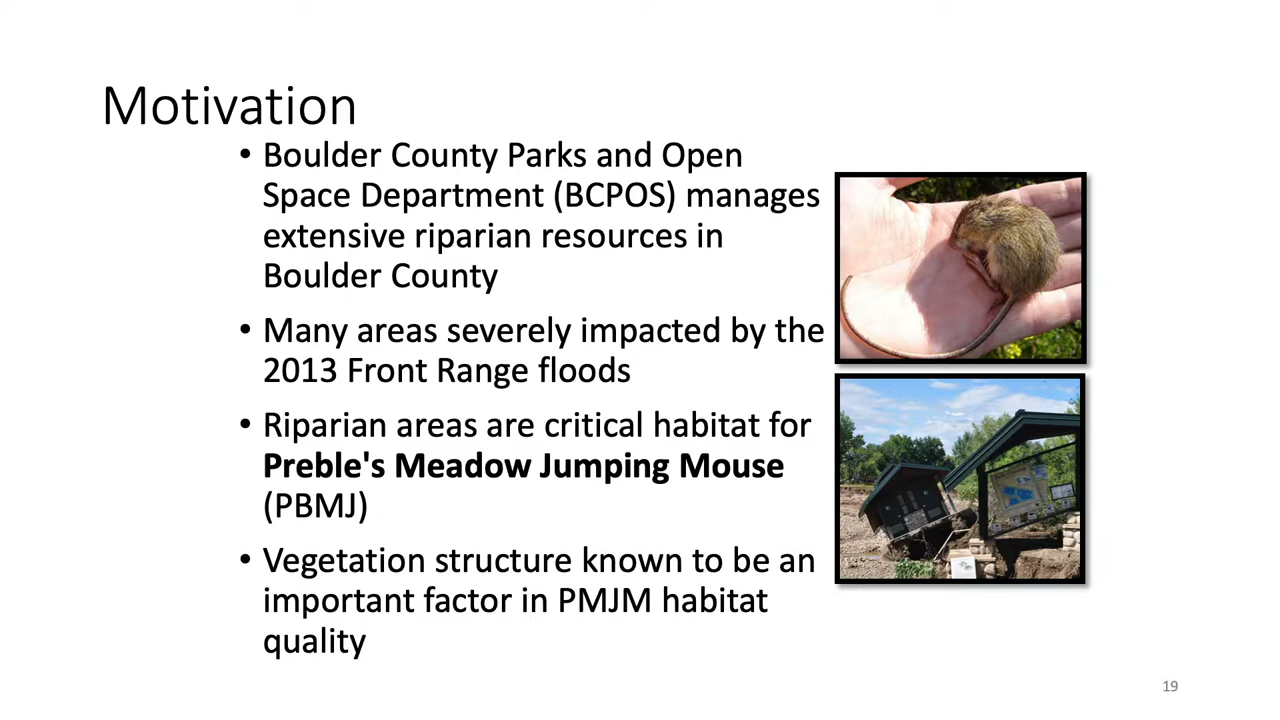 Motivation
• Boulder County Parks and Open
Space Department (BCPOS) manages
extensive riparian resources in
Boulder County
• Many areas severely impacted by the
2013 Front Range floods
• Riparian areas are critical habitat for
Preble's Meadow Jumping Mouse
(PBMJ)
• Vegetation structure known to be an
important factor in PMJM habitat
quality
19